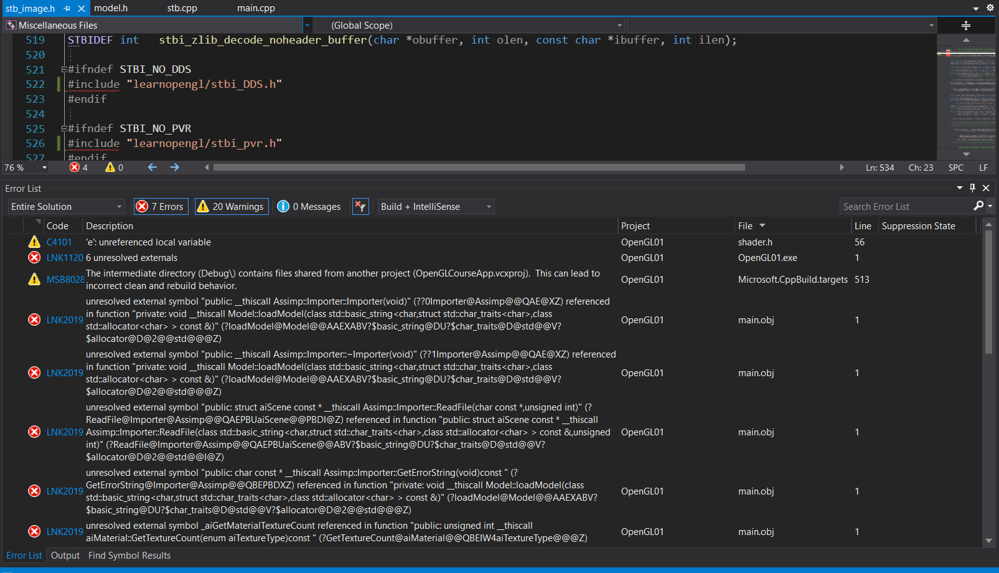 stb_image.h model.h stb.cpp main.cpp
Miscellaneous Files (Global Scope)
519 STBIDEF int stbi_zlib_decode_noheader_buffer(char *obuffer, int olen, const char *ibuffer, int ilen);
520
521 #ifndef STBI_NO_DDS
522 #include "learnopengl/stbi_DDS.h"
523 #endif
524
525 #ifndef STBI_NO_PVR
526 #include "learnopengl/stbi_pvr.h"
527 #endif
76 % 4 0 Ln: 534 Ch: 23 SPC LF
Error List
Entire Solution 7 Errors 20 Warnings 0 Messages Build + IntelliSense Search Error List
Code Description Project File Line Suppression State
C4101 'e': unreferenced local variable OpenGL01 shader.h 56
LNK1120 6 unresolved externals OpenGL01 OpenGL01.exe 1
The intermediate directory (Debug\) contains files shared from another project (OpenGLCourseApp.vcxproj). This can lead to
MSB8028 incorrect clean and rebuild behavior. OpenGL01 Microsoft.CppBuild.targets 513
unresolved external symbol "public: __thiscall Assimp::Importer::Importer(void)" (??0Importer@Assimp@@QAE@XZ) referenced
in function "private: void __thiscall Model::loadModel(class std::basic_string<char,struct std::char_traits<char>,class
LNK2019 std::allocator<char> > const &)" (?loadModel@Model@@AAEXABV?$basic_string@DU?$char_traits@D@std@@V? OpenGL01 main.obj 1
$allocator@D@2@@std@@@Z)
unresolved external symbol "public: __thiscall Assimp::Importer::~Importer(void)" (??1Importer@Assimp@@QAE@XZ) referenced
in function "private: void __thiscall Model::loadModel(class std::basic_string<char,struct std::char_traits<char>,class
LNK2019 std::allocator<char> > const &)" (?loadModel@Model@@AAEXABV?$basic_string@DU?$char_traits@D@std@@V? OpenGL01 main.obj 1
$allocator@D@2@@std@@@Z)
unresolved external symbol "public: struct aiScene const * __thiscall Assimp::Importer::ReadFile(char const *,unsigned int)" (?
ReadFile@Importer@Assimp@@QAEPBUaiScene@@PBDI@Z) referenced in function "public: struct aiScene const * __thiscall
LNK2019 Assimp::Importer::ReadFile(class std::basic_string<char,struct std::char_traits<char>,class std::allocator<char> > const &,unsigned OpenGL01 main.obj 1
int)" (?ReadFile@Importer@Assimp@@QAEPBUaiScene@@ABV?$basic_string@DU?$char_traits@D@std@@V?
$allocator@D@2@@std@@I@Z)
unresolved external symbol "public: char const * __thiscall Assimp::Importer::GetErrorString(void)const " (?
GetErrorString@Importer@Assimp@@QBEPBDXZ) referenced in function "private: void __thiscall Model::loadModel(class
LNK2019 std::basic_string<char,struct std::char_traits<char>,class std::allocator<char> > const &)" (?loadModel@Model@@AAEXABV? OpenGL01 main.obj 1
$basic_string@DU?$char_traits@D@std@@V?$allocator@D@2@@std@@@Z)
unresolved external symbol _aiGetMaterialTextureCount referenced in function "public: unsigned int __thiscall
LNK2019 aiMaterial::GetTextureCount(enum aiTextureType)const " (?GetTextureCount@aiMaterial@@QBEIW4aiTextureType@@@Z) OpenGL01 main.obj 1
Error List Output Find Symbol Results